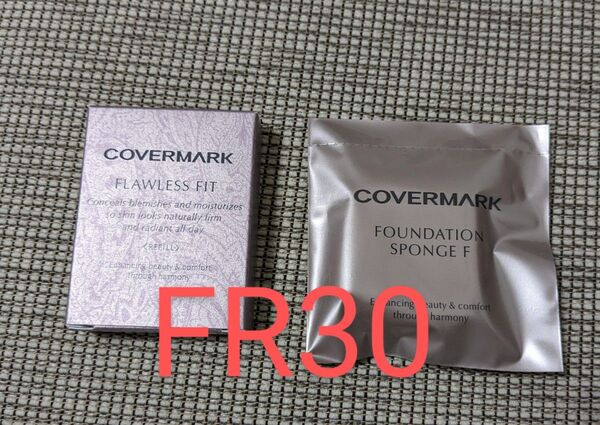 COVERMARK
FLAWLESS FIT
Conceals blemishes and moisturizes
so skin looks naturally firm
and radiant all day
<REFILL>
Enhancing beauty & comfort
through harmony
COVERMARK
FOUNDATION
SPONGE F
Enhancing beauty & comfort
through harmony
FR30